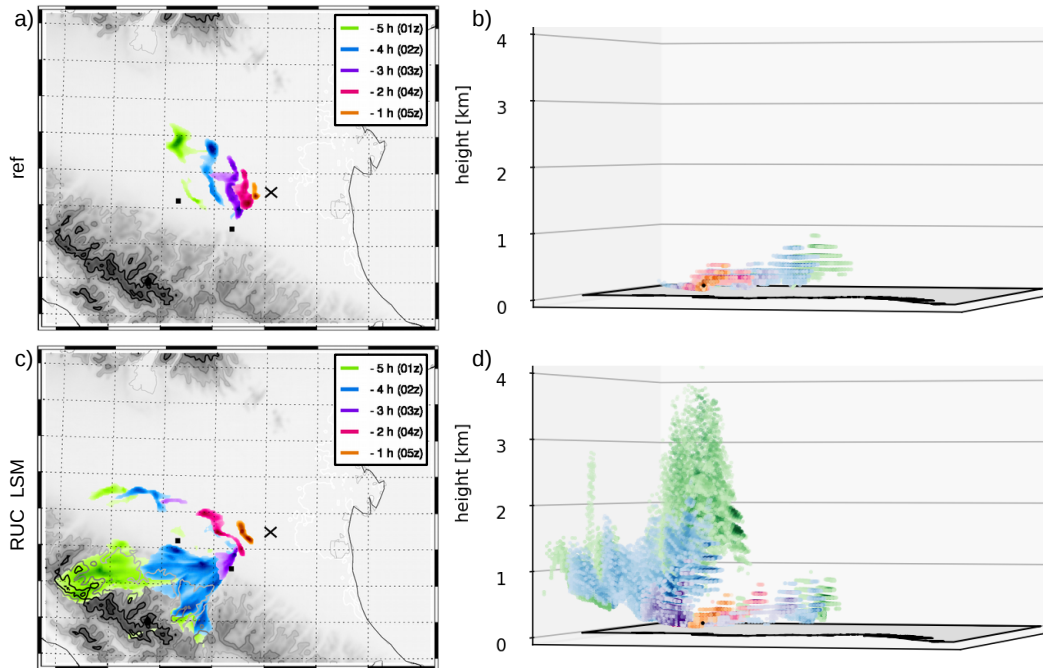 a)
- 5 h (01z)
- 4 h (02z)
- 3 h (03z)
- 2 h (04z)
- 1 h (05z)
ref
b)
height [km]
4
3
2
1
0
c)
- 5 h (01z)
- 4 h (02z)
- 3 h (03z)
- 2 h (04z)
- 1 h (05z)
RUC LSM
d)
height [km]
4
3
2
1
0